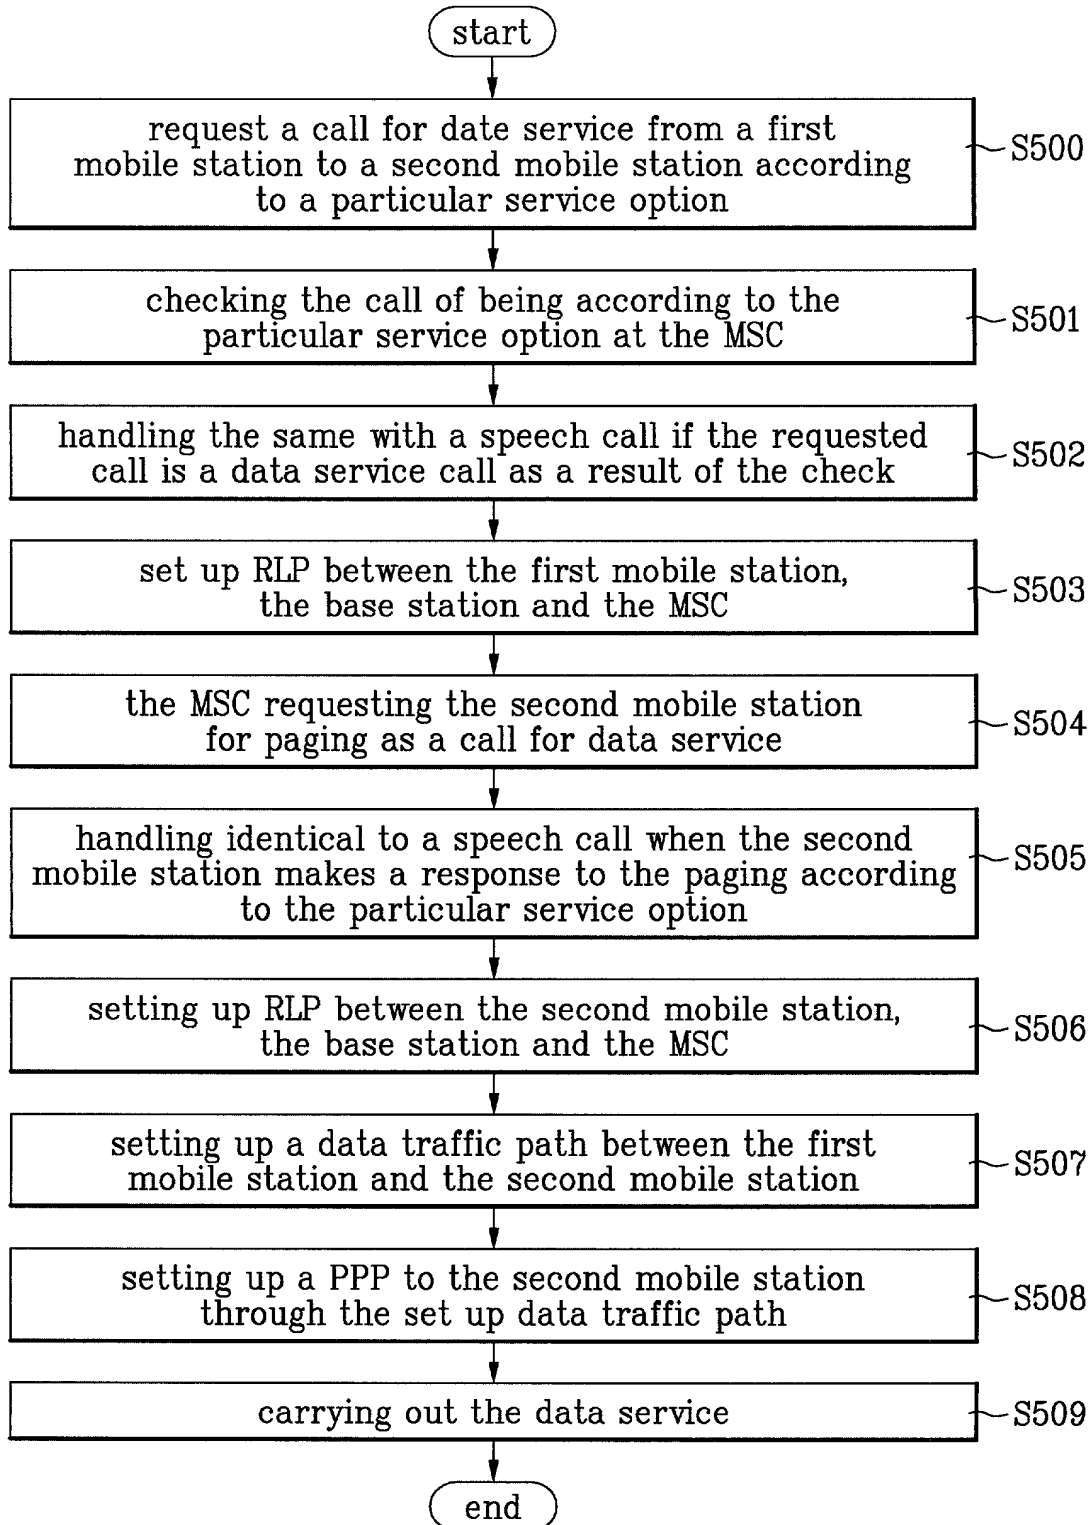 start
request a call for date service from a first
mobile station to a second mobile station according
to a particular service option
S500
checking the call of being according to the
particular service option at the MSC
S501
handling the same with a speech call if the requested
call is a data service call as a result of the check
S502
set up RLP between the first mobile station,
the base station and the MSC
S503
the MSC requesting the second mobile station
for paging as a call for data service
S504
handling identical to a speech call when the second
mobile station makes a response to the paging according
to the particular service option
S505
setting up RLP between the second mobile station,
the base station and the MSC
S506
setting up a data traffic path between the first
mobile station and the second mobile station
S507
setting up a PPP to the second mobile station
through the set up data traffic path
S508
carrying out the data service
S509
end